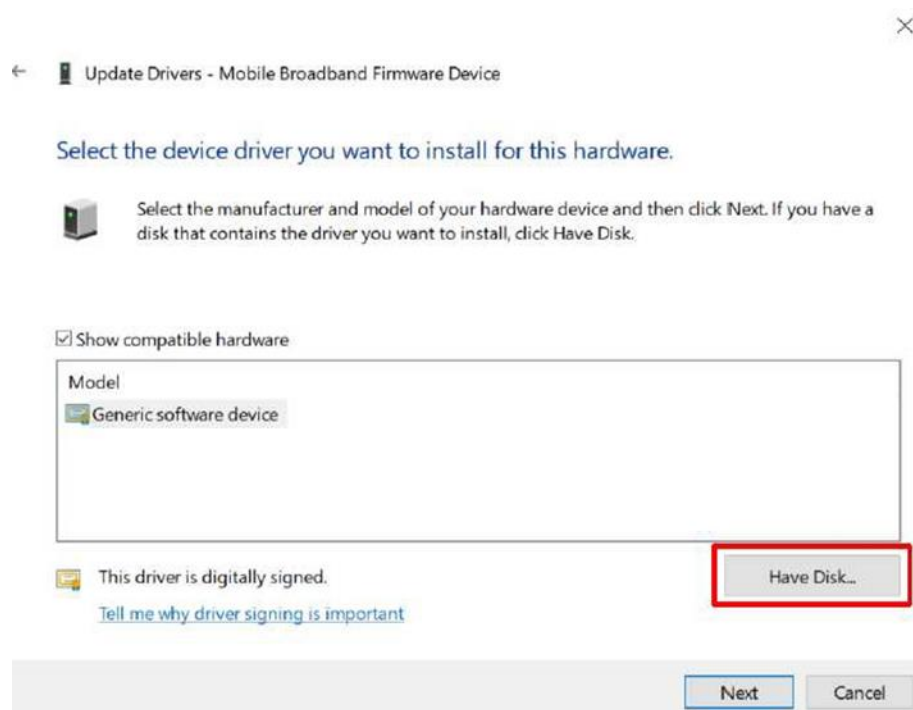 Update Drivers - Mobile Broadband Firmware Device
Select the device driver you want to install for this hardware.
Select the manufacturer and model of your hardware device and then click Next. If you have a
disk that contains the driver you want to install, click Have Disk.
Show compatible hardware
Model
Generic software device
This driver is digitally signed.
Have Disk...
Tell me why driver signing is important
Next
Cancel